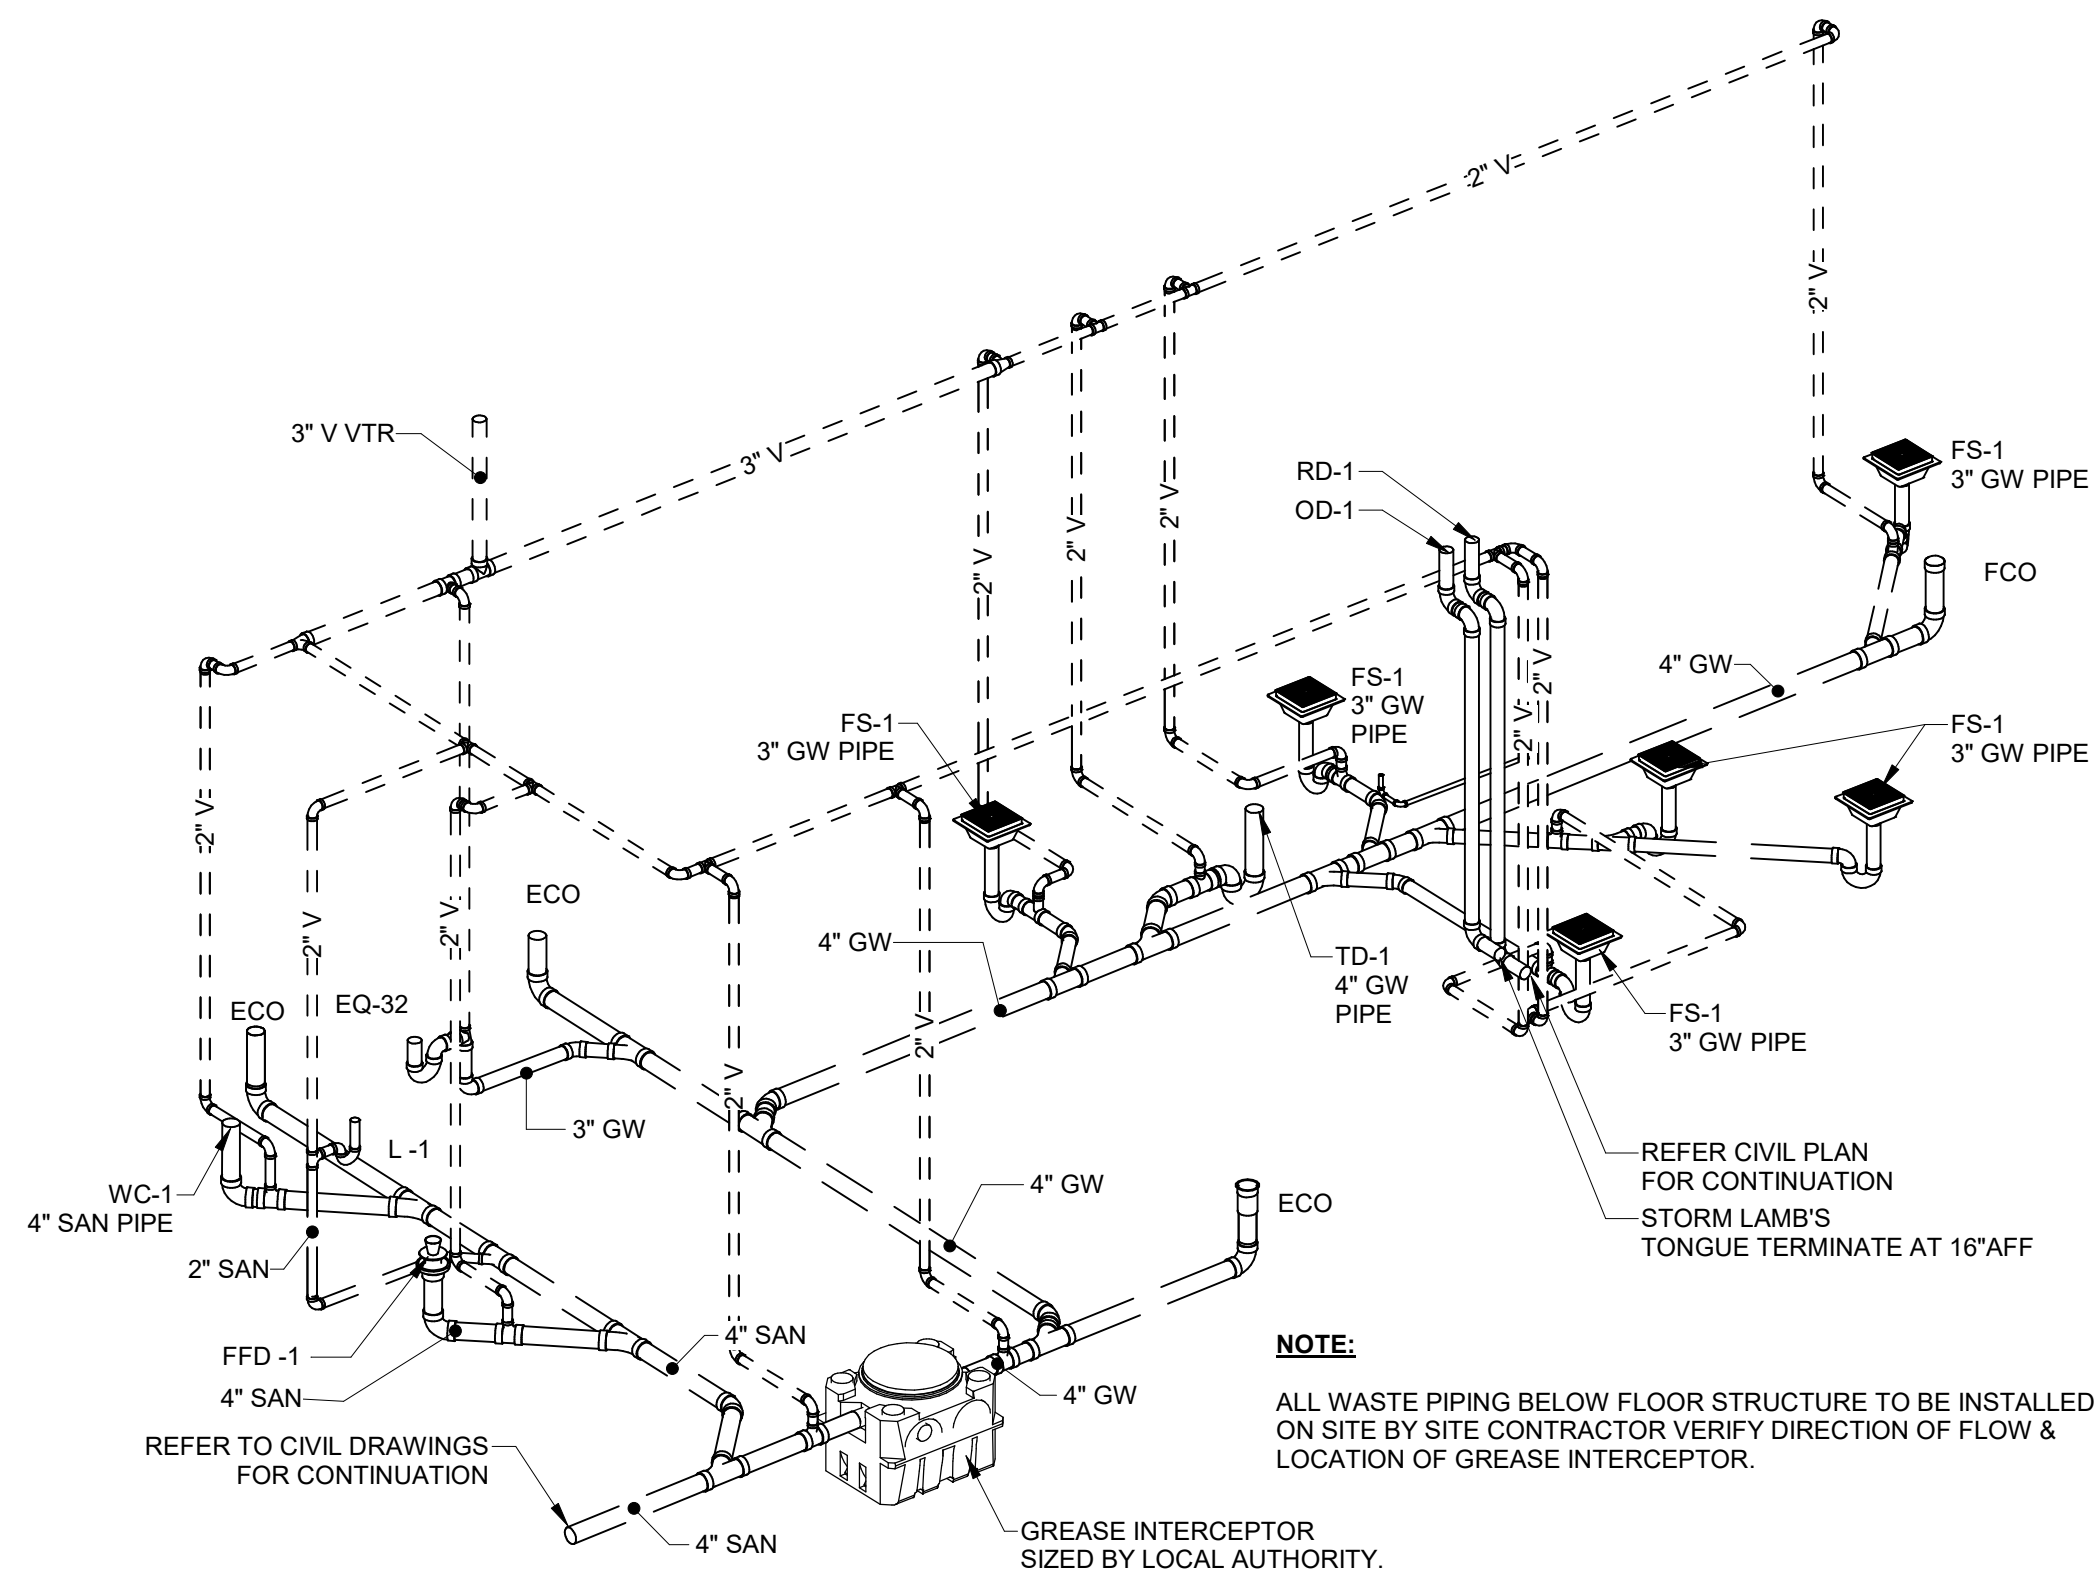 2" V
2" V
3" V VTR
3" V
RD-1
OD-1
FS-1
3" GW PIPE
FCO
2" V
2" V
2" V
4" GW
FS-1
3" GW
PIPE
FS-1
3" GW PIPE
2" V
2" V
FS-1
3" GW PIPE
2" V
ECO
2" V
2" V
4" GW
TD-1
4" GW
PIPE
ECO
EQ-32
FS-1
3" GW PIPE
2"
2" V
3" GW
L -1
REFER CIVIL PLAN
FOR CONTINUATION
WC-1
4" SAN PIPE
4" GW
ECO
STORM LAMB'S
TONGUE TERMINATE AT 16"AFF
2" SAN
FFD -1
4" SAN
4" SAN
4" GW
NOTE:
ALL WASTE PIPING BELOW FLOOR STRUCTURE TO BE INSTALLED
ON SITE BY SITE CONTRACTOR VERIFY DIRECTION OF FLOW &
LOCATION OF GREASE INTERCEPTOR.
REFER TO CIVIL DRAWINGS
FOR CONTINUATION
4" SAN
GREASE INTERCEPTOR
SIZED BY LOCAL AUTHORITY.